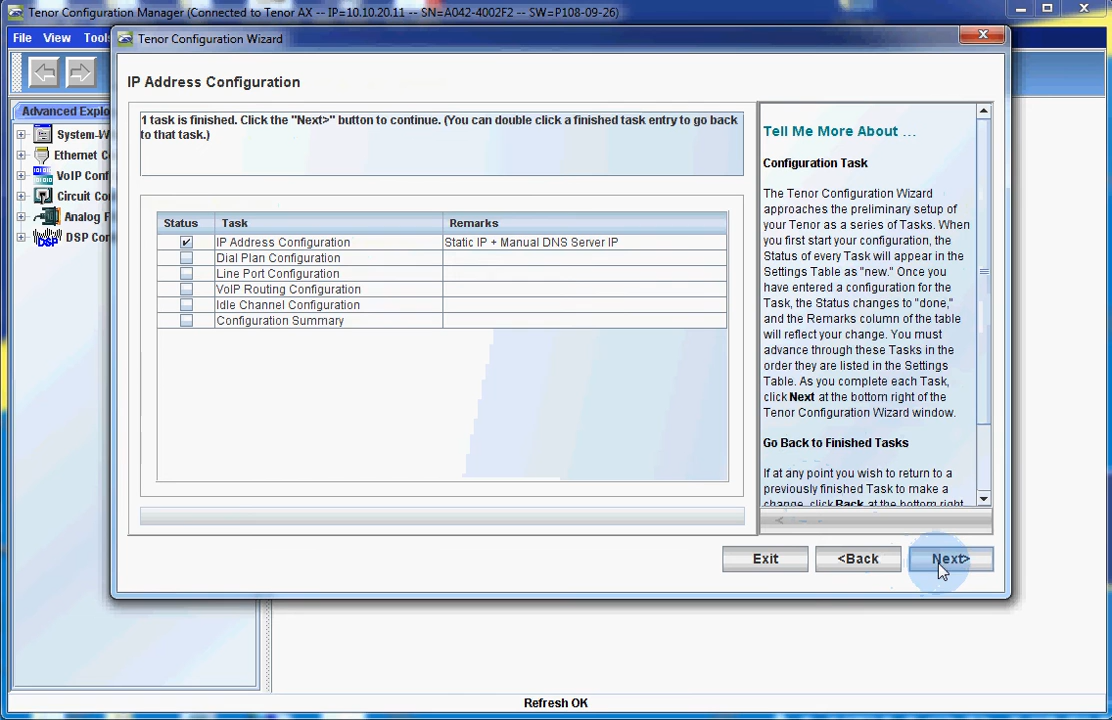 Tenor Configuration Manager (Connected to Tenor AX -- IP=10.10.20.11 -- SN=A042-4002F2 -- SW=P108-09-26)
File View Tools
Tenor Configuration Wizard
IP Address Configuration
1 task is finished. Click the "Next>" button to continue. (You can double click a finished task entry to go back
to that task.)
Status Task Remarks
IP Address Configuration Static IP + Manual DNS Server IP
Dial Plan Configuration
Line Port Configuration
VoIP Routing Configuration
Idle Channel Configuration
Configuration Summary
Tell Me More About ...
Configuration Task
The Tenor Configuration Wizard
approaches the preliminary setup of
your Tenor as a series of Tasks. When
you first start your configuration, the
Status of every Task will appear in the
Settings Table as "new." Once you
have entered a configuration for the
Task, the Status changes to "done,"
and the Remarks column of the table
will reflect your change. You must
advance through these Tasks in the
order they are listed in the Settings
Table. As you complete each Task,
click Next at the bottom right of the
Tenor Configuration Wizard window.
Go Back to Finished Tasks
If at any point you wish to return to a
previously finished Task to make a
change, click Back at the bottom right
Exit
<Back
Next>
Advanced Explo
System-W
Ethernet C
VoIP Conf
Circuit Co
Analog
DSP
DSP Con
Refresh OK